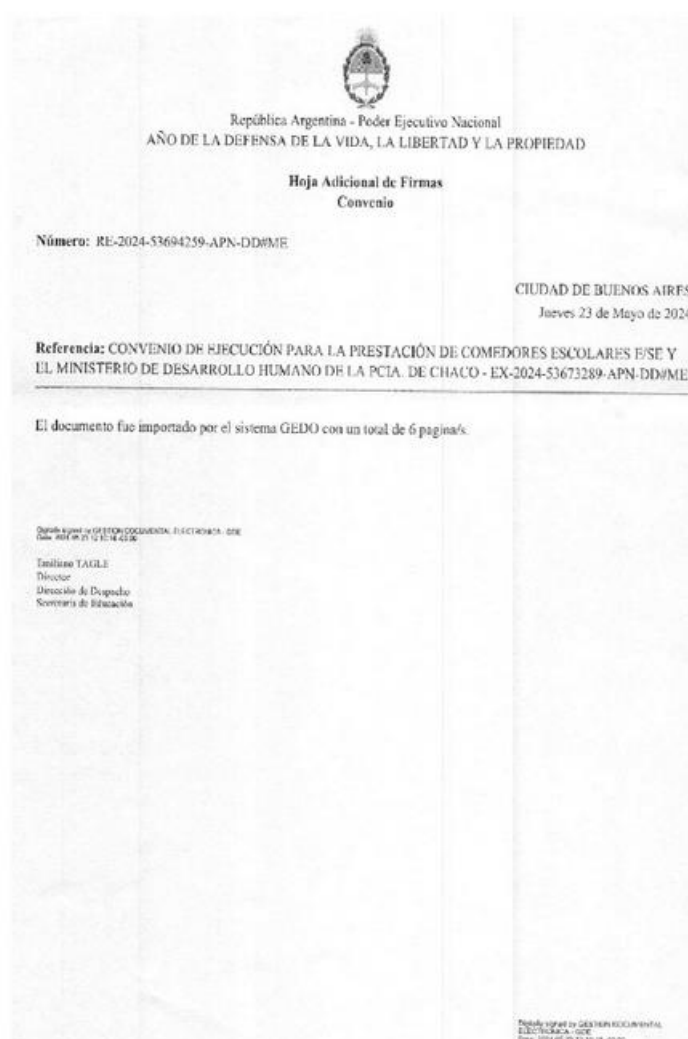 República Argentina - Poder Ejecutivo Nacional
AÑO DE LA DEFENSA DE LA VIDA, LA LIBERTAD Y LA PROPIEDAD
Hoja Adicional de Firmas
Convenio
Número: RE-2024-53694259-APN-DD#ME
CIUDAD DE BUENOS AIRES
Jueves 23 de Mayo de 2024
Referencia: CONVENIO DE EJECUCIÓN PARA LA PRESTACIÓN DE COMEDORES ESCOLARES E/SE Y
EL MINISTERIO DE DESARROLLO HUMANO DE LA PCIA. DE CHACO - EX-2024-53673289-APN-DD#ME
El documento fue importado por el sistema GEDO con un total de 6 pagina/s.
Digitally signed by GESTION DOCUMENTAL ELECTRONICA - GDE
TAGLE
Director
Dirección de Despacho
Secretaría de Educación
Digitally signed by GESTION DOCUMENTAL
ELECTRONICA - GDE